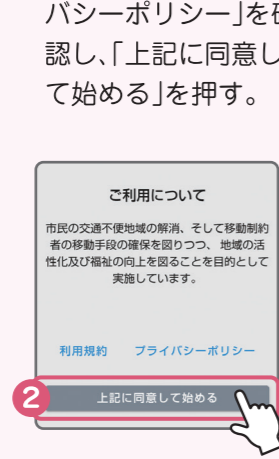 バシーポリシー」を確
認し、「上記に同意し
て始める」を押す。
ご利用について
市民の交通不便地域の解消、そして移動制約
者の移動手段の確保を図りつつ、地域の活
性化及び福祉の向上を図ることを目的として
実施しています。
利用規約 プライバシーポリシー
2 上記に同意して始める